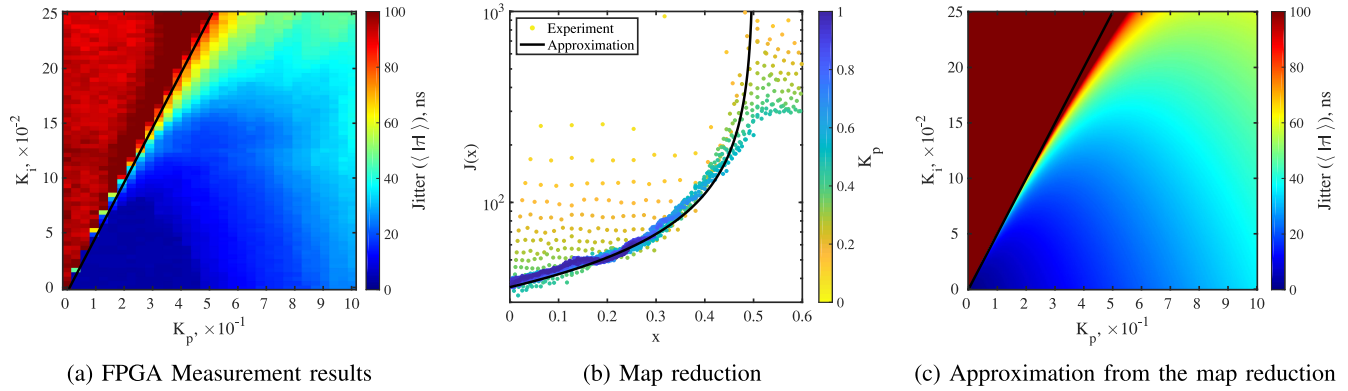 25
20
15
10
5
0
K_i, ×10^-2
0 1 2 3 4 5 6 7 8 9 10
K_p, ×10^-1
100
80
60
40
20
0
Jitter (⟨ |τ| ⟩), ns
(a) FPGA Measurement results
10^3
10^2
J(x)
Experiment
Approximation
0 0.1 0.2 0.3 0.4 0.5 0.6
x
1
0.8
0.6
0.4
0.2
0
K_p
(b) Map reduction
25
20
15
10
5
0
K_i, ×10^-2
0 1 2 3 4 5 6 7 8 9 10
K_p, ×10^-1
100
80
60
40
20
0
Jitter (⟨ |τ| ⟩), ns
(c) Approximation from the map reduction